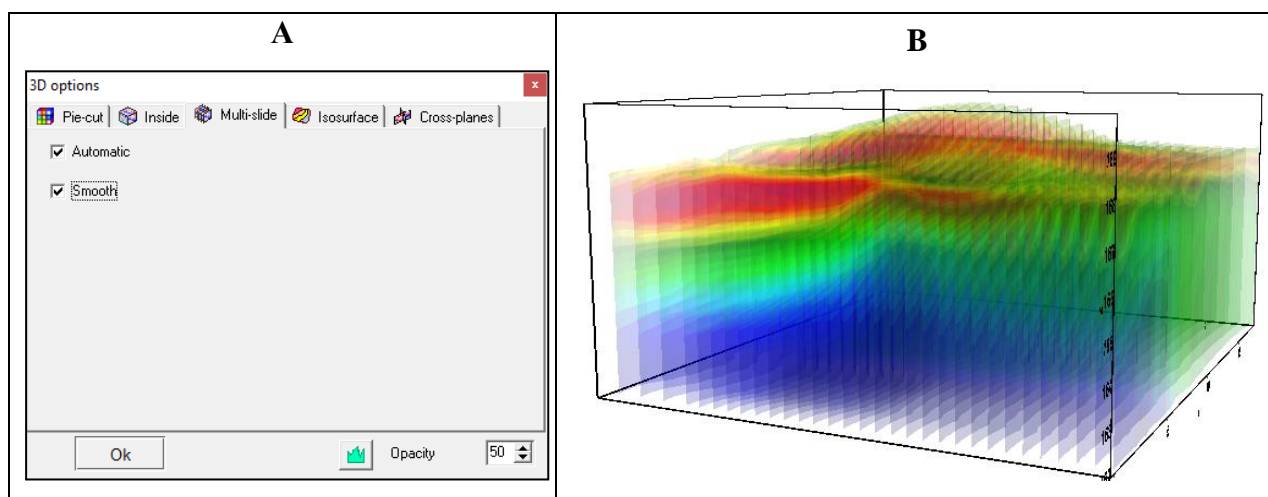 A
3D options
x
Pie-cut Inside Multi-slide Isosurface Cross-planes
Automatic
Smooth
Ok
Opacity 50
B